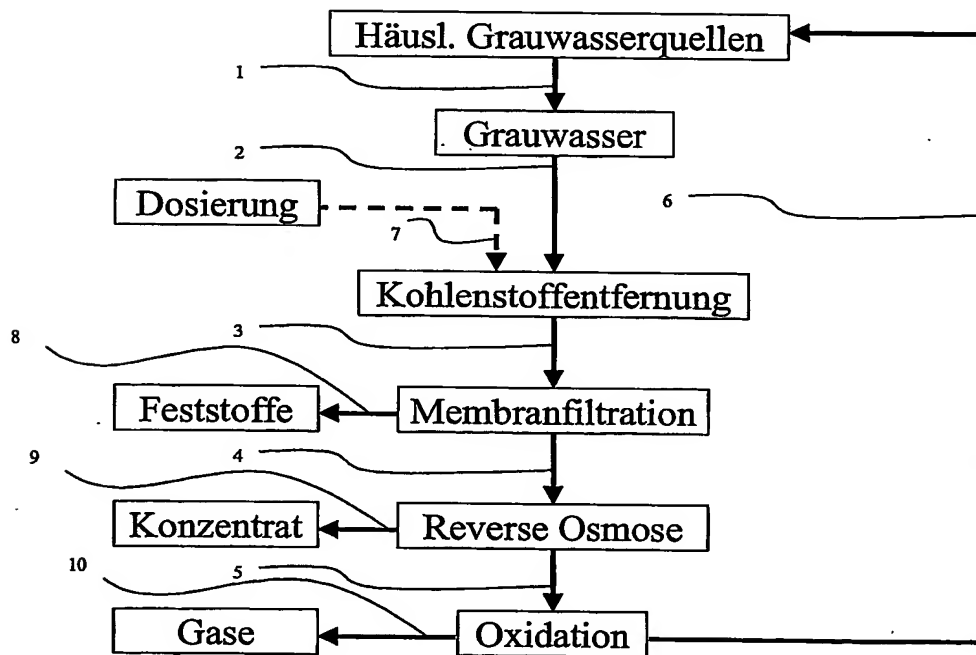 Häusl. Grauwasserquellen
1
Grauwasser
2
Dosierung
6
7
Kohlenstoffentfernung
3
8
Feststoffe
Membranfiltration
4
9
Konzentrat
Reverse Osmose
5
10
Gase
Oxidation